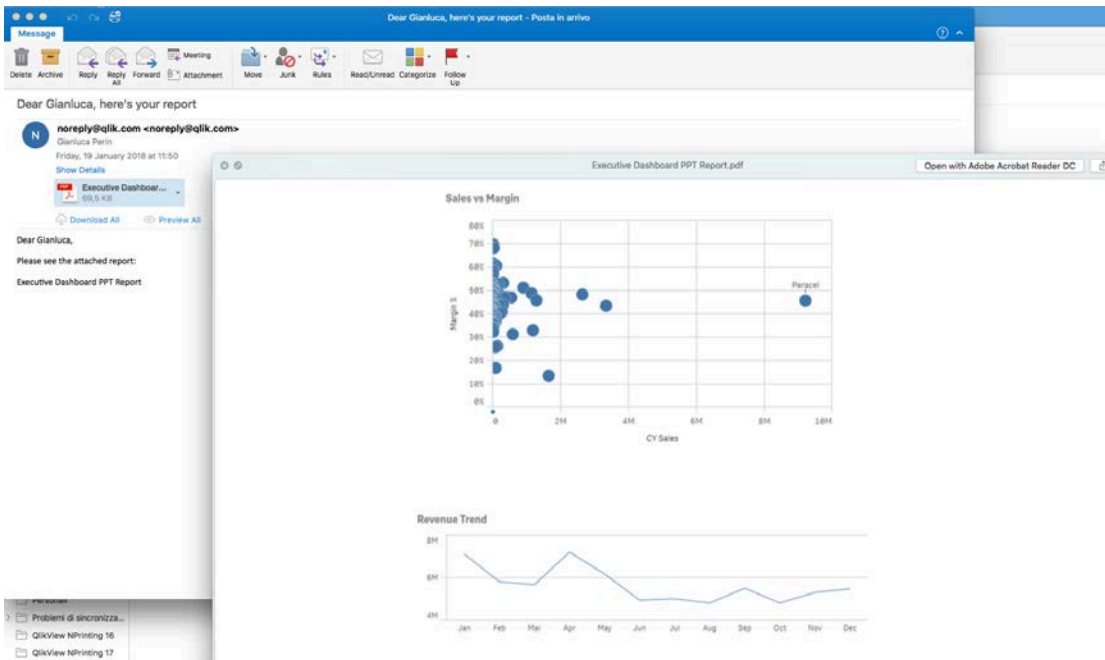 Dear Gianluca, here's your report - Posta in arrivo
Message
Delete
Archive
Reply
Reply All
Forward
Meeting
Attachment
Move
Junk
Rules
Read/Unread
Categorize
Follow Up
Dear Gianluca, here's your report
N
noreply@qlik.com <noreply@qlik.com>
Gianluca Perin
Friday, 19 January 2018 at 11:50
Show Details
Executive Dashboar...
69,5 KB
Download All
Preview All
Dear Gianluca,
Please see the attached report:
Executive Dashboard PPT Report
Executive Dashboard PPT Report.pdf
Open with Adobe Acrobat Reader DC
Sales vs Margin
80%
70%
60%
50%
40%
30%
20%
10%
0%
Margin %
Paracel
0 2M 4M 6M 8M 10M
CY Sales
Revenue Trend
8M
6M
4M
Jan Feb Mar Apr May Jun Jul Aug Sep Oct Nov Dec
Personali
Problemi di sincronizza...
QlikView NPrinting 16
QlikView NPrinting 17